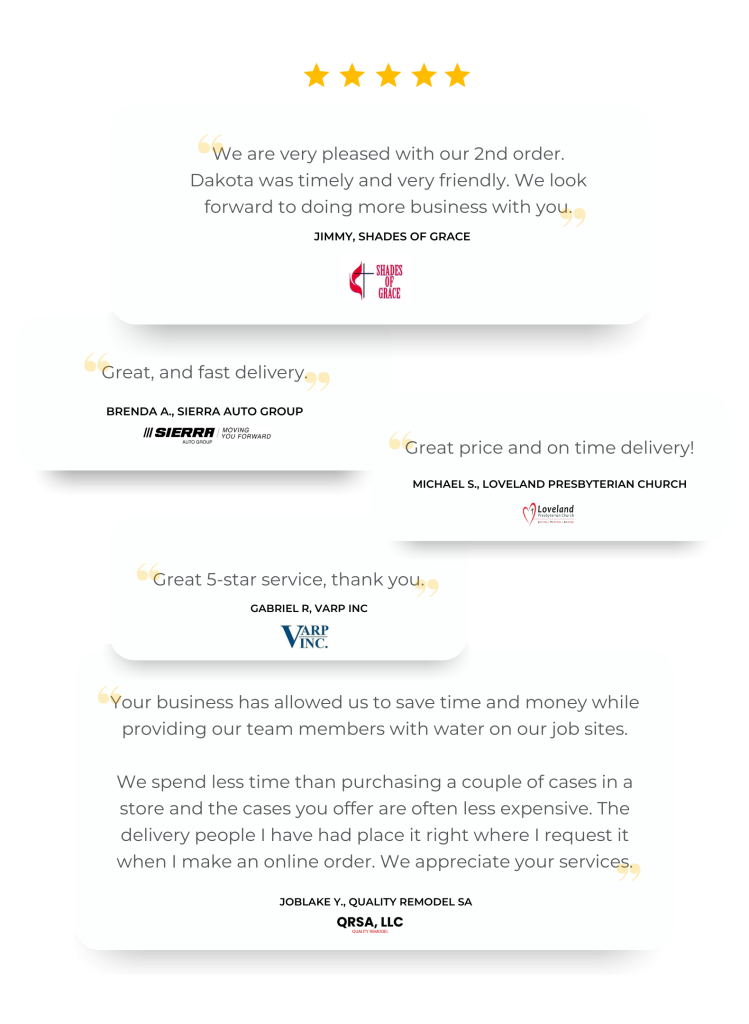 We are very pleased with our 2nd order.
Dakota was timely and very friendly. We look
forward to doing more business with you.
JIMMY, SHADES OF GRACE
SHADES
OF
GRACE
Great, and fast delivery.
BRENDA A., SIERRA AUTO GROUP
SIERRA
AUTO GROUP
MOVING
YOU FORWARD
Great price and on time delivery!
MICHAEL S., LOVELAND PRESBYTERIAN CHURCH
Loveland
Presbyterian Church
Great 5-star service, thank you.
GABRIEL R, VARP INC
VARP
INC.
Your business has allowed us to save time and money while
providing our team members with water on our job sites.
We spend less time than purchasing a couple of cases in a
store and the cases you offer are often less expensive. The
delivery people I have had place it right where I request it
when I make an online order. We appreciate your services.
JOBLAKE Y., QUALITY REMODEL SA
QRSA, LLC
QUALITY REMODEL